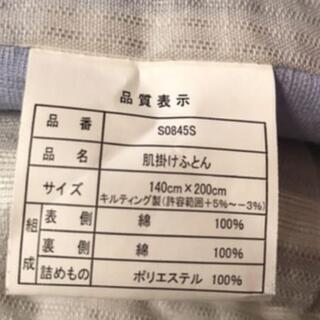 品質表示
品番 S0845S
品名 肌掛けふとん
サイズ 140cm×200cm
キルティング製(許容範囲+5%～-3%)
組成 表側 綿 100%
裏側 綿 100%
詰めもの ポリエステル 100%